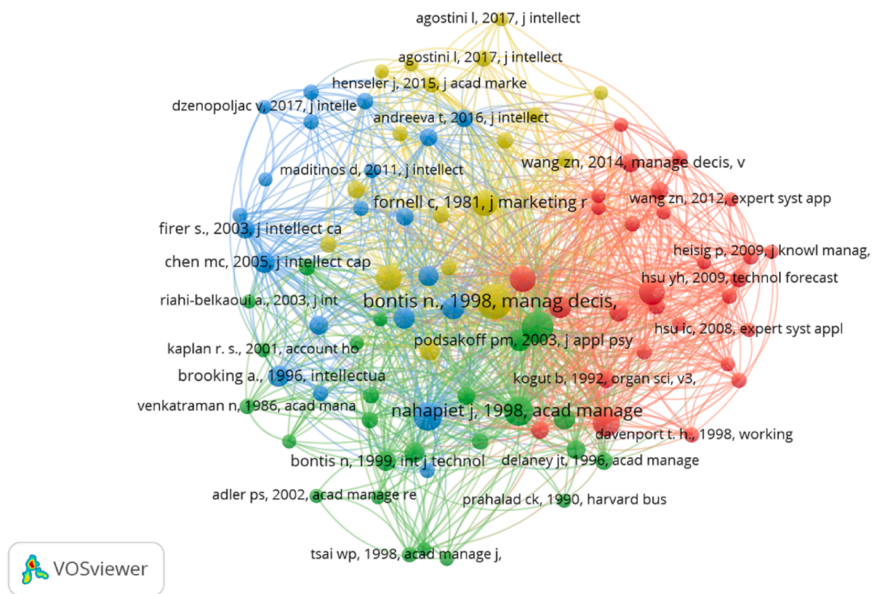 agostini l, 2017, j intellect
agostini l, 2017, j intellect
henseler j, 2015, j acad marke
dzenopoljac v, 2017, j intelle
andreeva t, 2016, j intellect
maditinos d, 2011, j intellect
wang zn, 2014, manage decis, v
fornell c, 1981, j marketing r
wang zn, 2012, expert syst app
firer s., 2003, j intellect ca
heisig p, 2009, j knowl manag,
chen mc, 2005, j intellect cap
hsu yh, 2009, technol forecast
riahi-belkaoui a., 2003, j int
bontis n., 1998, manag decis,
hsu ic, 2008, expert syst appl
podsakoff pm, 2003, j appl psy
kaplan r. s., 2001, account ho
brooking a., 1996, intellectua
kogut b, 1992, organ sci, v3,
venkatraman n, 1986, acad mana
nahapiet j, 1998, acad manage
davenport t. h., 1998, working
bontis n, 1999, int j technol
delaney jt, 1996, acad manage
adler ps, 2002, acad manage re
prahalad ck, 1990, harvard bus
tsai wp, 1998, acad manage j,
VOSviewer